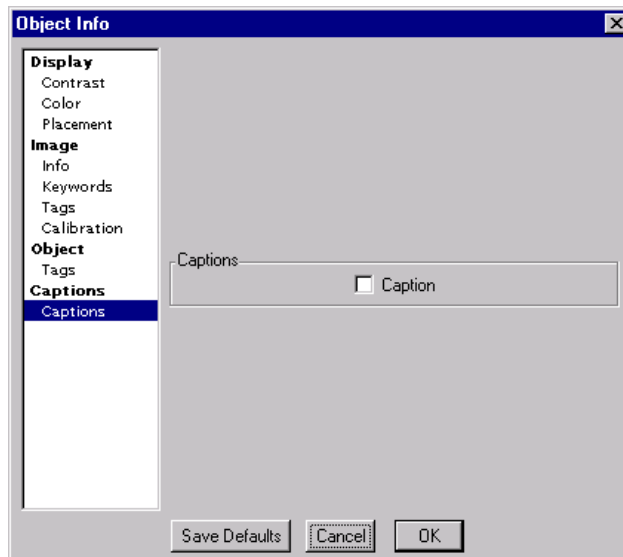 Object Info
Display
Contrast
Color
Placement
Image
Info
Keywords
Tags
Calibration
Object
Tags
Captions
Captions
Captions
Caption
Save Defaults Cancel OK